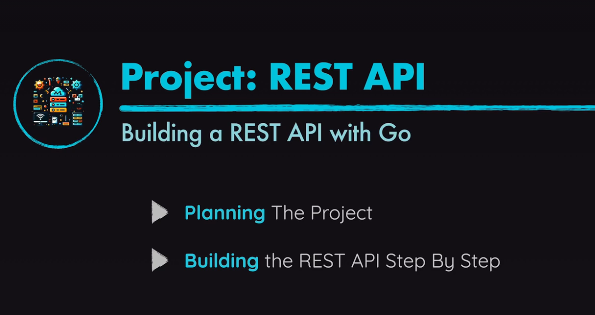 Project: REST API
Building a REST API with Go
Planning The Project
Building the REST API Step By Step